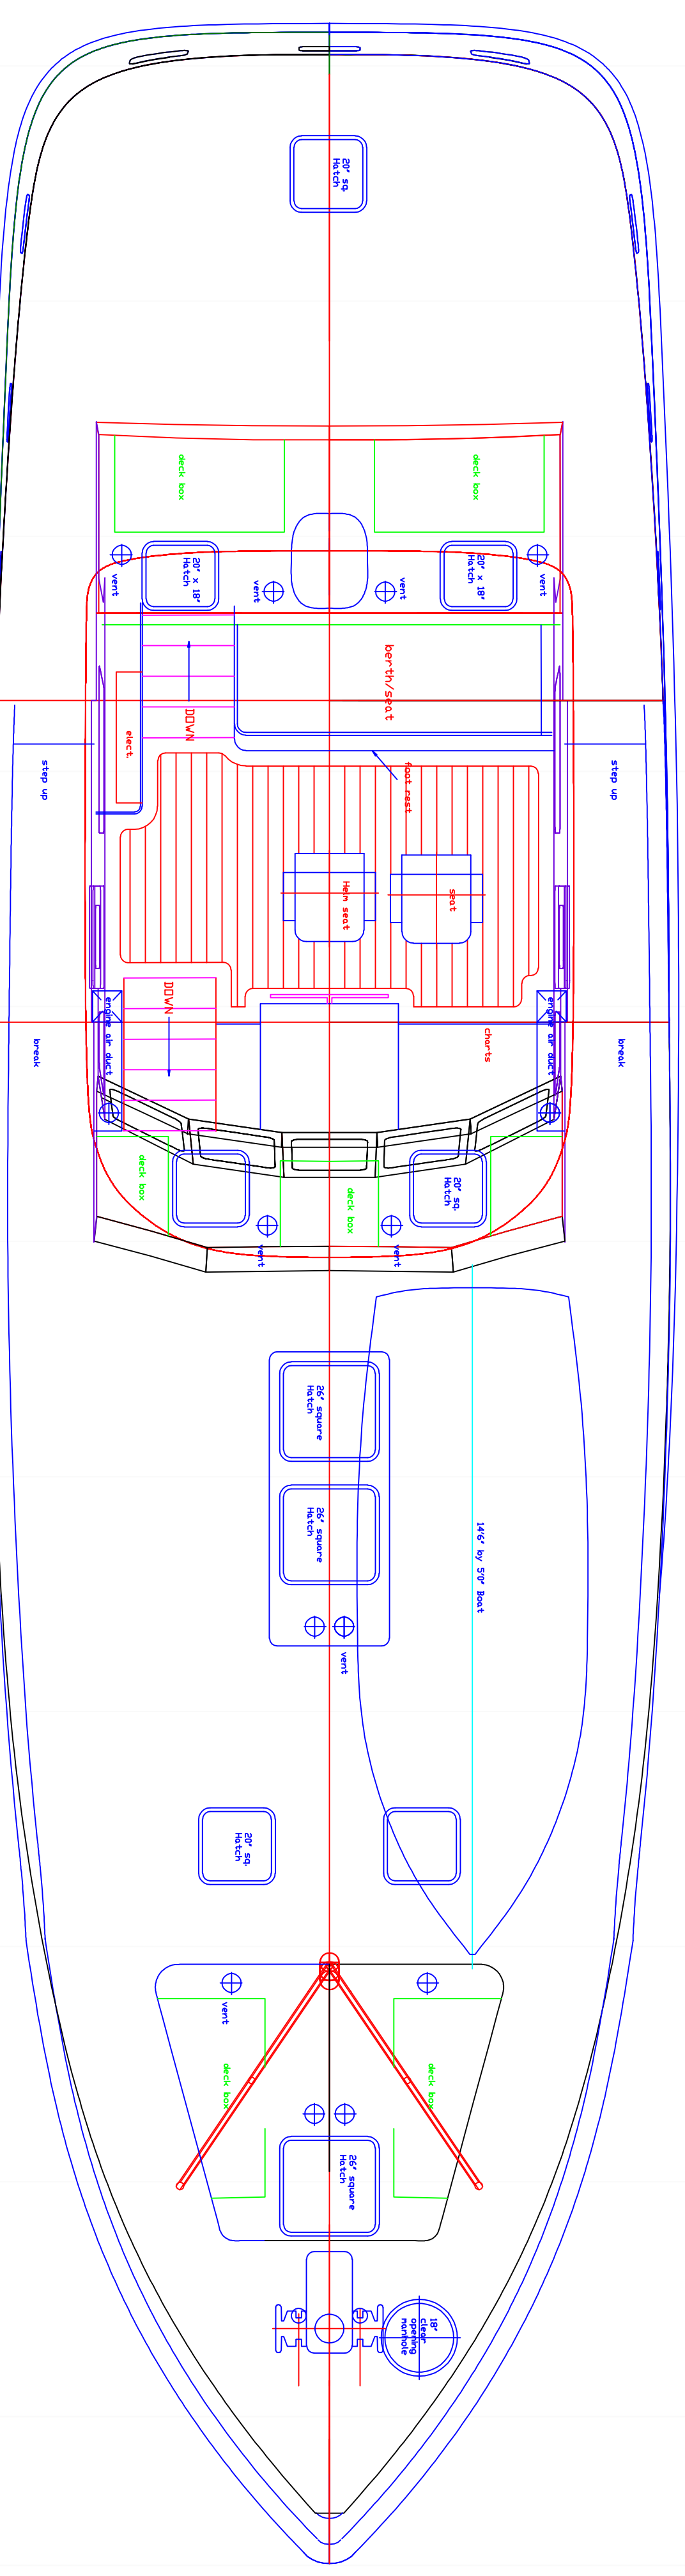 20" sq.
Hatch
deck box
deck box
vent
20" x 18"
Hatch
vent
vent
20" x 18"
Hatch
vent
berth/seat
DOWN
elect.
foot rest
step up
step up
Helm seat
seat
DOWN
engine air duct
engine air duct
charts
break
break
deck box
deck box
20" sq.
Hatch
vent
vent
26" square
Hatch
26" square
Hatch
14'6" by 5'0" Boat
vent
20" sq.
Hatch
vent
deck box
deck box
26" square
Hatch
18"
clear
opening
manhole